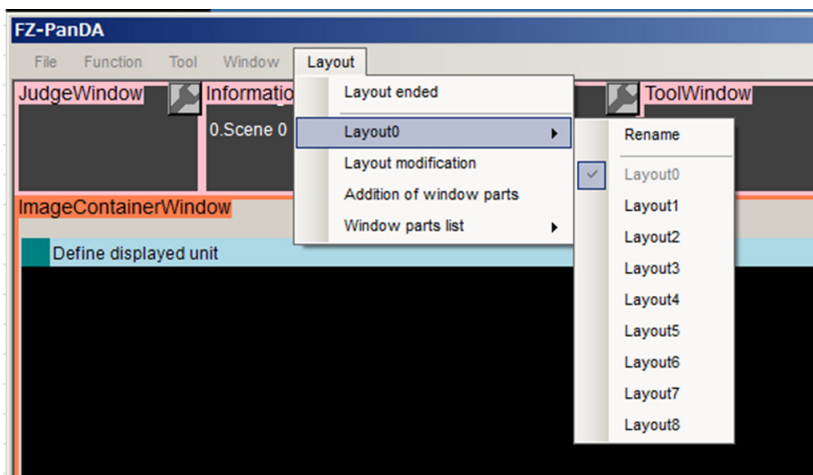 FZ-PanDA
File Function Tool Window Layout
JudgeWindow
Informatio
ToolWindow
0.Scene 0
Layout ended
Layout0
Layout modification
Addition of window parts
Window parts list
Rename
Layout0
Layout1
Layout2
Layout3
Layout4
Layout5
Layout6
Layout7
Layout8
ImageContainerWindow
Define displayed unit